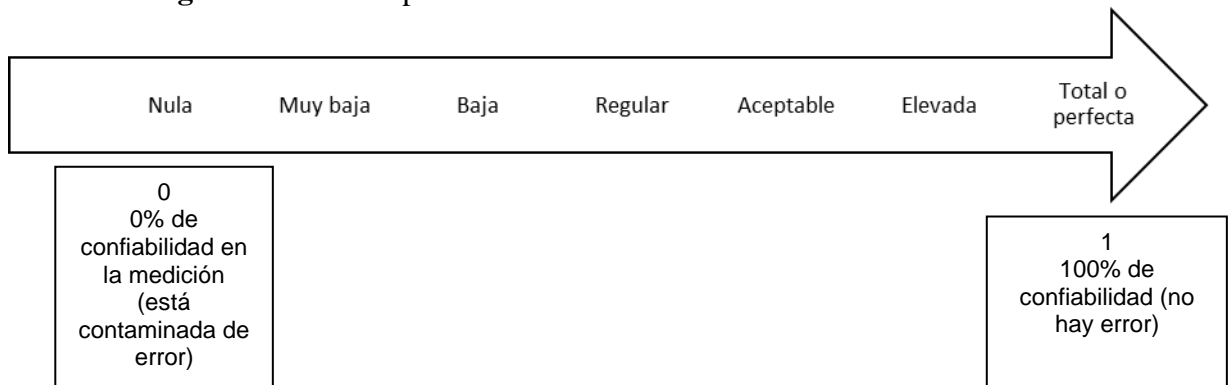 Nula Muy baja Baja Regular Aceptable Elevada Total o
perfecta
0
0% de
confiabilidad en
la medición
(está
contaminada de
error)
1
100% de
confiabilidad (no
hay error)